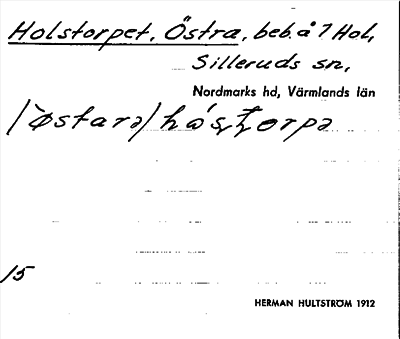 Holstorpet, Östra, beb. å 7 Hol,
Silleruds sn,
Nordmarks hd, Värmlands län
15
HERMAN HULTSTRÖM 1912